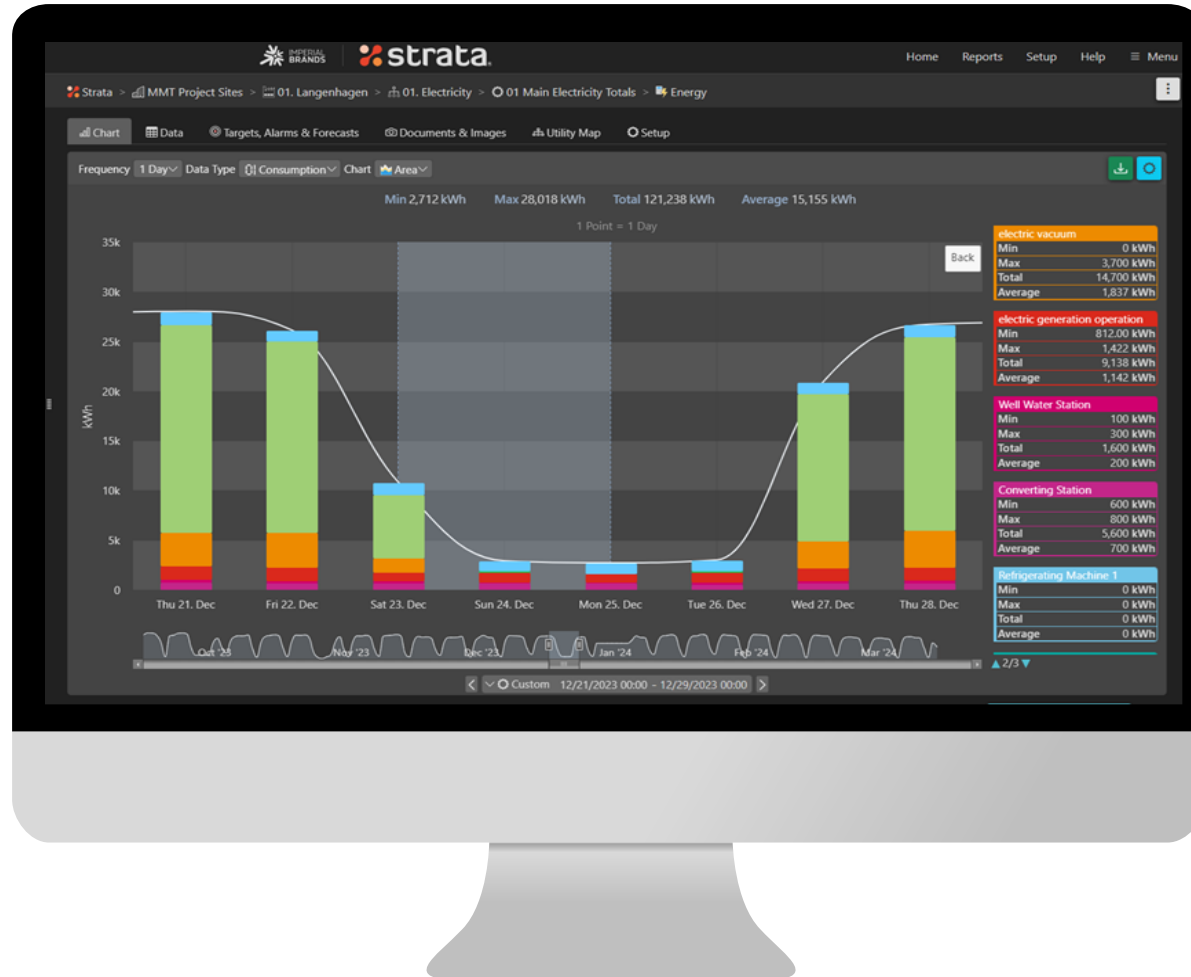 IMPERIAL
BRANDS
strata.
Home Reports Setup Help Menu
Strata > MMT Project Sites > 01. Langenhagen > 01. Electricity > 01 Main Electricity Totals > Energy
Chart Data Targets, Alarms & Forecasts Documents & Images Utility Map Setup
Frequency 1 Day Data Type Consumption Chart Area
Min 2,712 kWh Max 28,018 kWh Total 121,238 kWh Average 15,155 kWh
1 Point = 1 Day
Back
35k
30k
25k
20k
15k
10k
5k
0
kWh
Thu 21. Dec Fri 22. Dec Sat 23. Dec Sun 24. Dec Mon 25. Dec Tue 26. Dec Wed 27. Dec Thu 28. Dec
electric vacuum
Min 0 kWh
Max 3,700 kWh
Total 14,700 kWh
Average 1,837 kWh
electric generation operation
Min 812.00 kWh
Max 1,422 kWh
Total 9,138 kWh
Average 1,142 kWh
Well Water Station
Min 100 kWh
Max 300 kWh
Total 1,600 kWh
Average 200 kWh
Converting Station
Min 600 kWh
Max 800 kWh
Total 5,600 kWh
Average 700 kWh
Refrigerating Machine 1
Min 0 kWh
Max 0 kWh
Total 0 kWh
Average 0 kWh
2/3
Oct '23 Nov '23 Dec '23 Jan '24 Feb '24 Mar '24
Custom 12/21/2023 00:00 - 12/29/2023 00:00